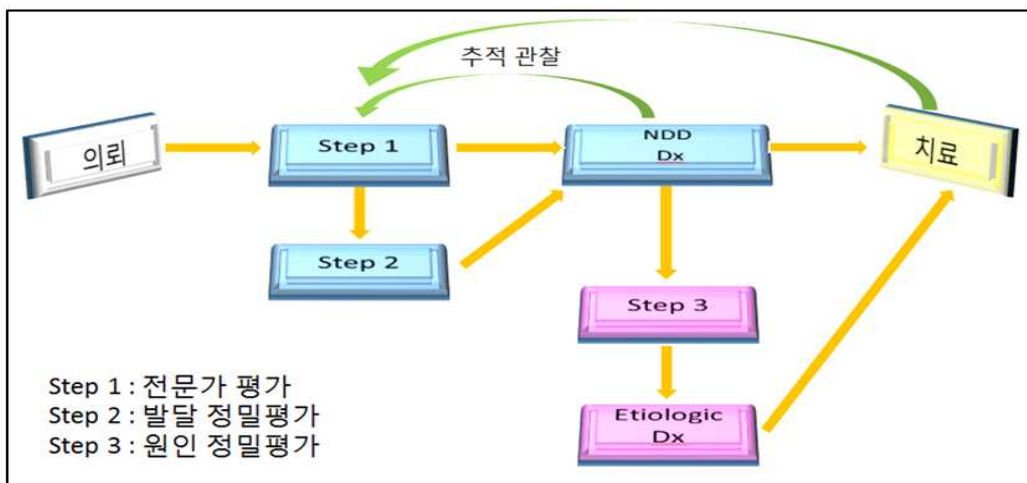 추적 관찰
의뢰
Step 1
NDD
Dx
치료
Step 2
Step 3
Etiologic
Dx
Step 1 : 전문가 평가
Step 2 : 발달 정밀평가
Step 3 : 원인 정밀평가